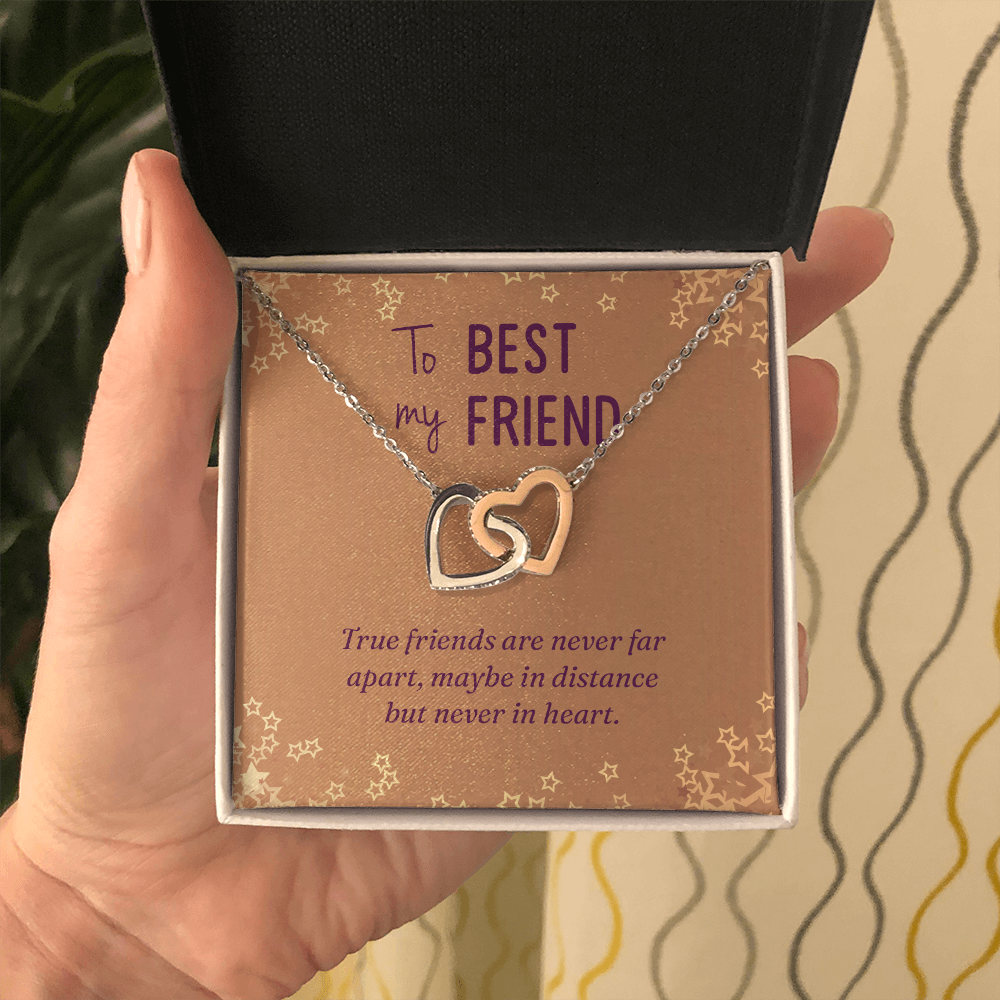 To BEST
my FRIEND
True friends are never far
apart, maybe in distance
but never in heart.